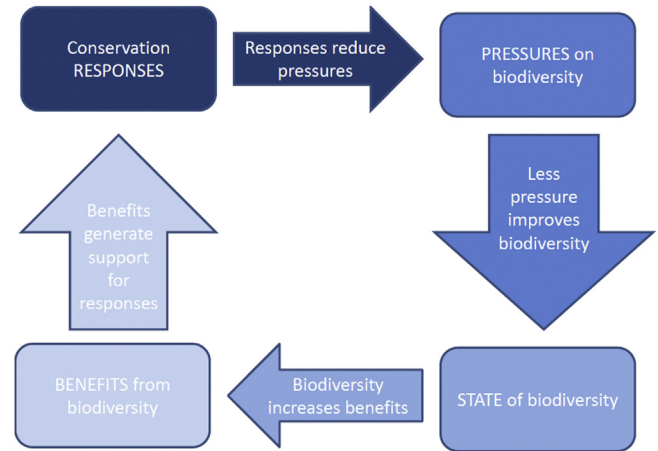 Conservation
RESPONSES
Responses reduce
pressures
PRESSURES on
biodiversity
Less
pressure
improves
biodiversity
STATE of biodiversity
Biodiversity
increases benefits
BENEFITS from
biodiversity
Benefits
generate
support
for
responses